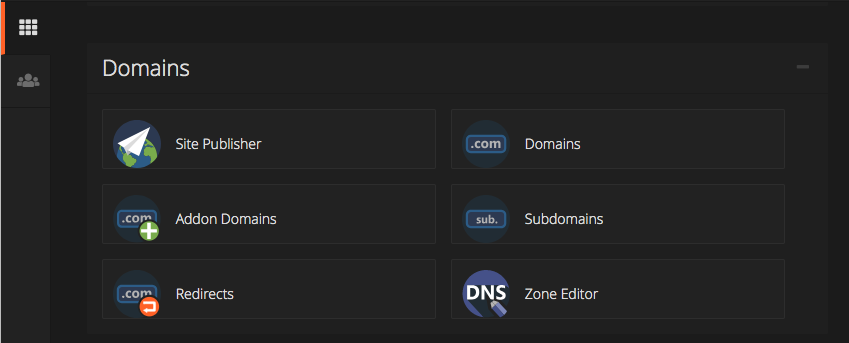 Domains
Site Publisher
.com
Domains
.com
Addon Domains
sub.
Subdomains
.com
Redirects
DNS
Zone Editor